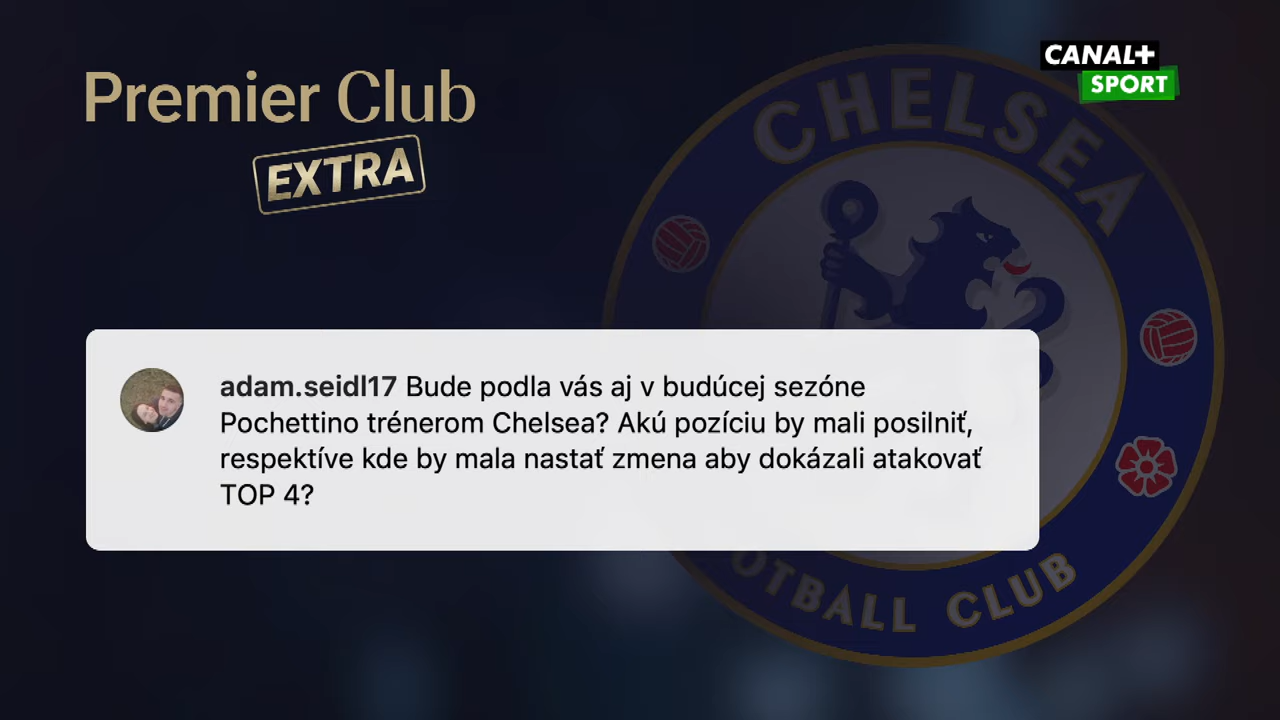 CANAL+
SPORT
Premier Club
EXTRA
CHELSEA
adam.seidl17 Bude podla vás aj v budúcej sezóne
Pochettino trénerom Chelsea? Akú pozíciu by mali posilniť,
respektíve kde by mala nastať zmena aby dokázali atakovať
TOP 4?
OTBALL CLUB